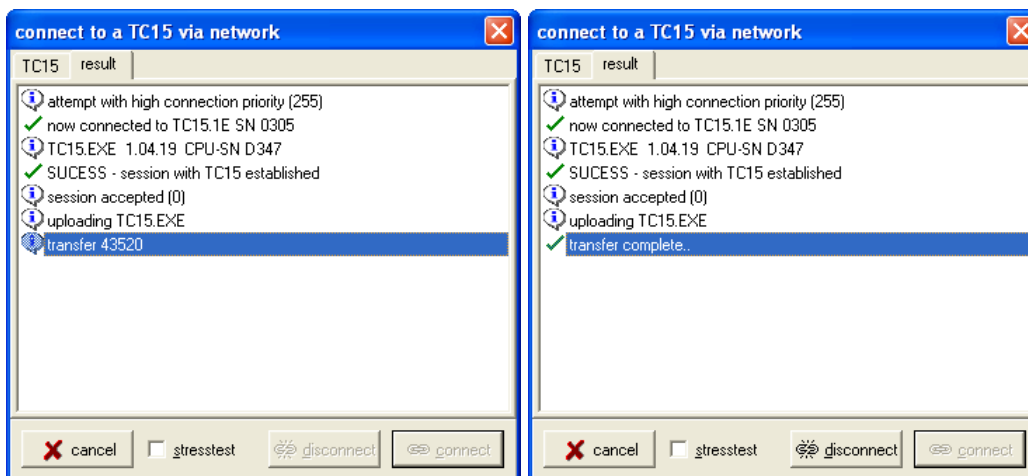 connect to a TC15 via network
TC15 result
attempt with high connection priority (255)
now connected to TC15.1E SN 0305
TC15.EXE 1.04.19 CPU-SN D347
SUCESS - session with TC15 established
session accepted (0)
uploading TC15.EXE
transfer 43520
cancel stresstest disconnect connect
connect to a TC15 via network
TC15 result
attempt with high connection priority (255)
now connected to TC15.1E SN 0305
TC15.EXE 1.04.19 CPU-SN D347
SUCESS - session with TC15 established
session accepted (0)
uploading TC15.EXE
transfer complete..
cancel stresstest disconnect connect